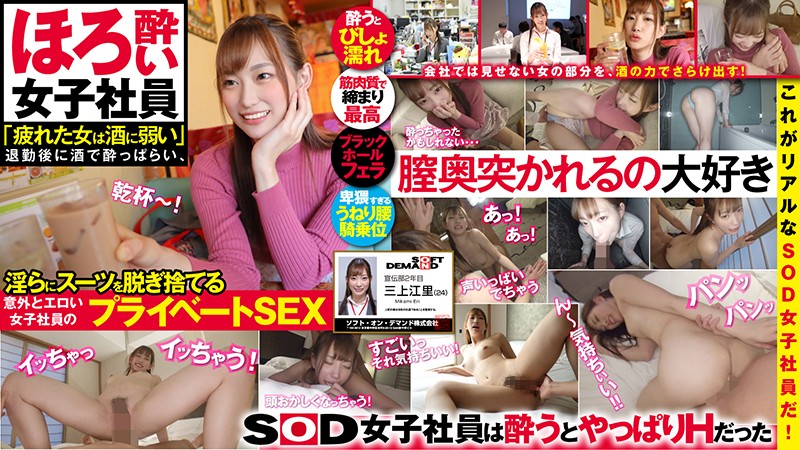 ほろ酔い
女子社員
「疲れた女は酒に弱い」
退勤後に酒で酔っぱらい、
乾杯～！
淫らにスーツを脱ぎ捨てる
意外とエロい
女子社員の
プライベートSEX
酔うと
びしょ
濡れ
筋肉質で
締まり
最高
ブラック
ホール
フェラ
卑猥すぎる
うねり腰
騎乗位
会社では見せない女の部分を、酒の力でさらけ出す！
酔っちゃった
かもしれない…
膣奥突かれるの大好き
あっ！
あっ！
声いっぱい
でちゃう
SOFT
DEMAND
宣伝部2年目
三上江里(24)
Mikami Eri
ソフト・オン・デマンド株式会社
これがリアルなSOD女子社員だ！
イッちゃっ
イッちゃう！
すごいっ
それ気持ちいい！
頭おかしくなっちゃう！
ん～気持ちぃぃ!!
パンッ
パンッ
SOD女子社員は酔うとやっぱりHだった